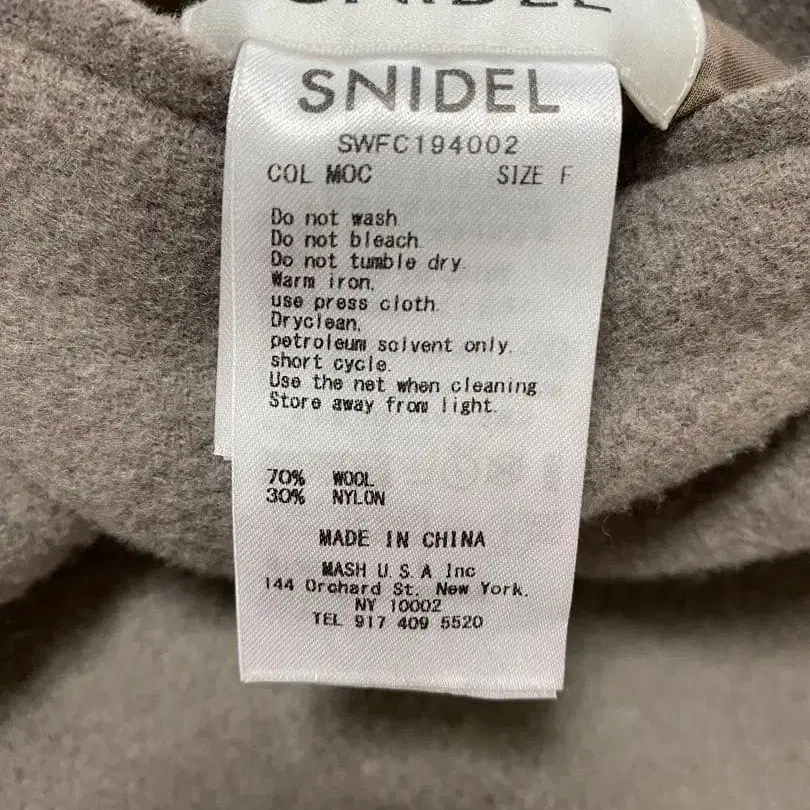 SNIDEL
SNIDEL
SWFC194002
COL MOC SIZE F
Do not wash
Do not bleach.
Do not tumble dry.
Warm iron,
use press cloth.
Dryclean,
petroleum solvent only.
short cycle.
Use the net when cleaning
Store away from light.
70% WOOL
30% NYLON
MADE IN CHINA
MASH U.S.A Inc
144 Orchard St, New York.
NY 10002
TEL 917 409 5520